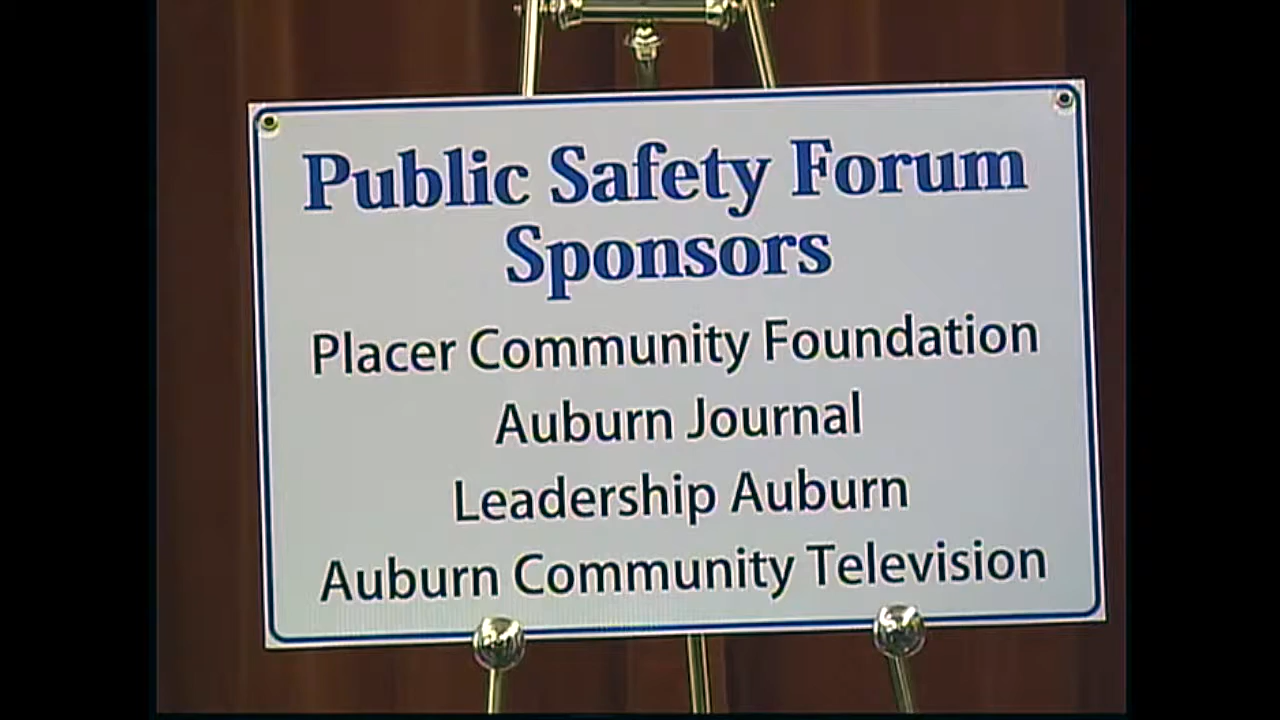 Public Safety Forum
Sponsors
Placer Community Foundation
Auburn Journal
Leadership Auburn
Auburn Community Television